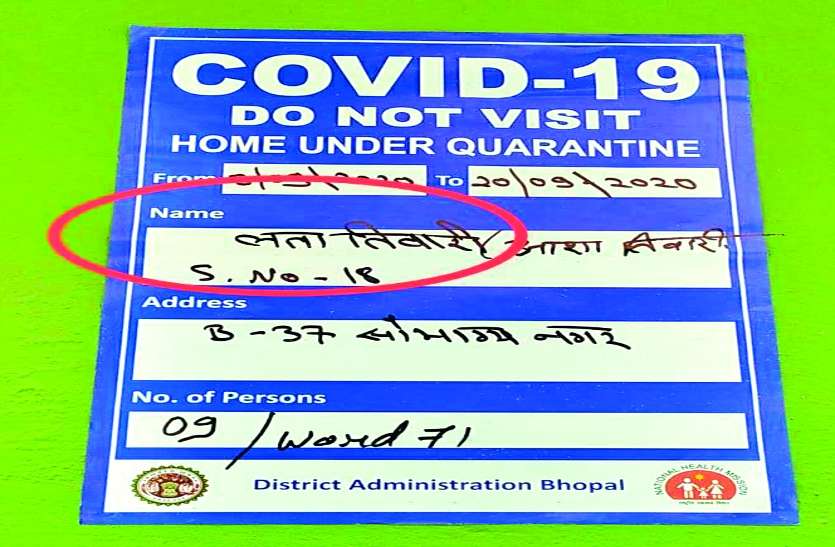 COVID-19
DO NOT VISIT
HOME UNDER QUARANTINE
From To 20/09/2020
Name
लता तिवारी / आशा तिवारी
S. No - 18
Address
B-37 सौभाग्य नगर
No. of Persons
09 / Word 71
District Administration Bhopal
NATIONAL HEALTH MISSION